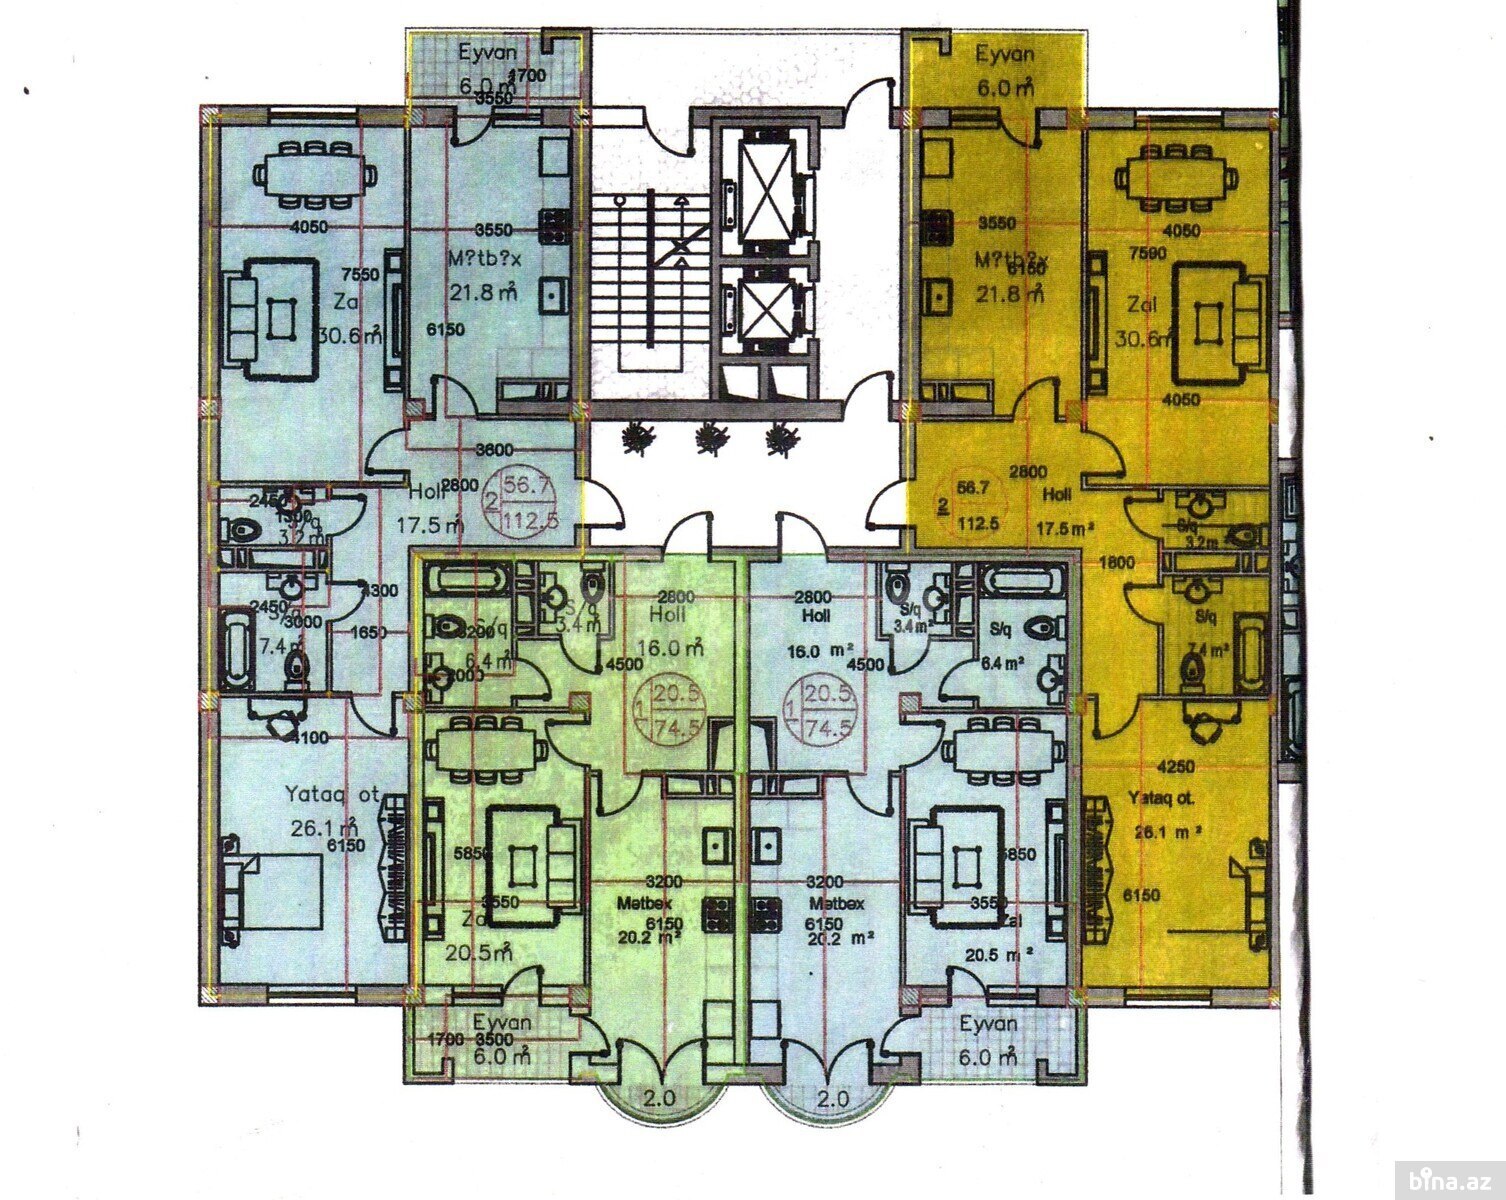 Eyvan
6.0 m²
1700
3550
Eyvan
6.0 m²
4050
7550
Zal
30.6 m²
3550
M?tb?x
21.8 m²
6150
3550
M?tb?x
6150
21.8 m²
4050
7590
Zal
30.6 m²
4050
3600
2800
Holl
17.5 m²
2
56.7
112.5
2
56.7
112.5
2800
Holl
17.5 m²
2450
1300
S/q
3.2 m²
S/q
3.2 m²
1800
2450
3000
7.4 m²
4300
1650
S/q
7.4 m²
3200
S/q
6.4 m²
2000
S/q
3.4 m²
2800
Holl
16.0 m²
4500
1
20.5
74.5
2800
Holl
16.0 m²
4500
1
20.5
74.5
S/q
3.4 m²
S/q
6.4 m²
4100
Yataq ot.
26.1 m²
6150
4250
Yataq ot.
26.1 m²
6150
5850
3550
Zal
20.5 m²
3200
Mətbəx
6150
20.2 m²
3200
Mətbəx
6150
20.2 m²
5850
3550
Zal
20.5 m²
Eyvan
1700
3500
6.0 m²
Eyvan
6.0 m²
2.0
2.0
bina.az